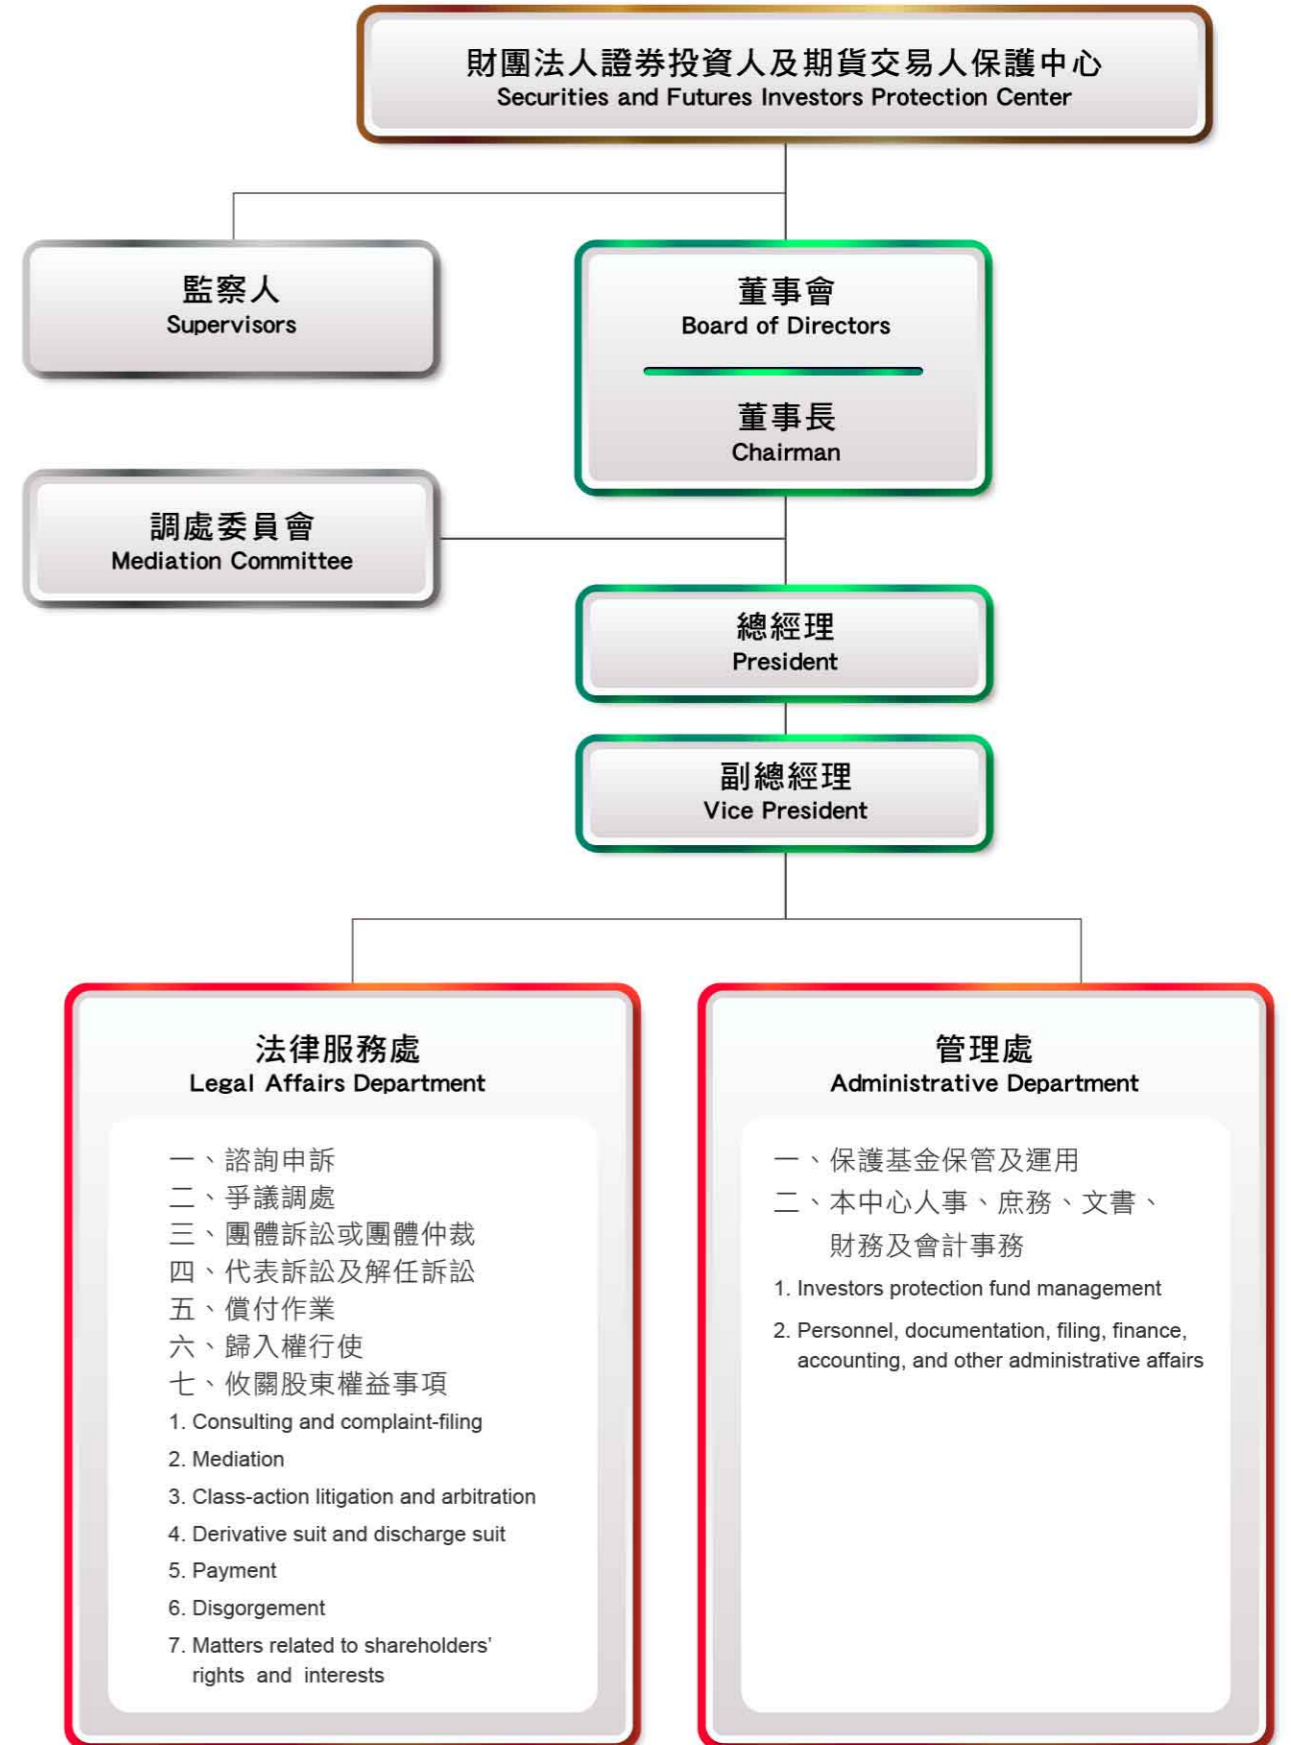 財團法人證券投資人及期貨交易人保護中心
Securities and Futures Investors Protection Center
監察人
Supervisors
董事會
Board of Directors
董事長
Chairman
調處委員會
Mediation Committee
總經理
President
副總經理
Vice President
法律服務處
Legal Affairs Department
一、諮詢申訴
二、爭議調處
三、團體訴訟或團體仲裁
四、代表訴訟及解任訴訟
五、償付作業
六、歸入權行使
七、攸關股東權益事項
1. Consulting and complaint-filing
2. Mediation
3. Class-action litigation and arbitration
4. Derivative suit and discharge suit
5. Payment
6. Disgorgement
7. Matters related to shareholders’
rights and interests
管理處
Administrative Department
一、保護基金保管及運用
二、本中心人事、庶務、文書、
財務及會計事務
1. Investors protection fund management
2. Personnel, documentation, filing, finance,
accounting, and other administrative affairs